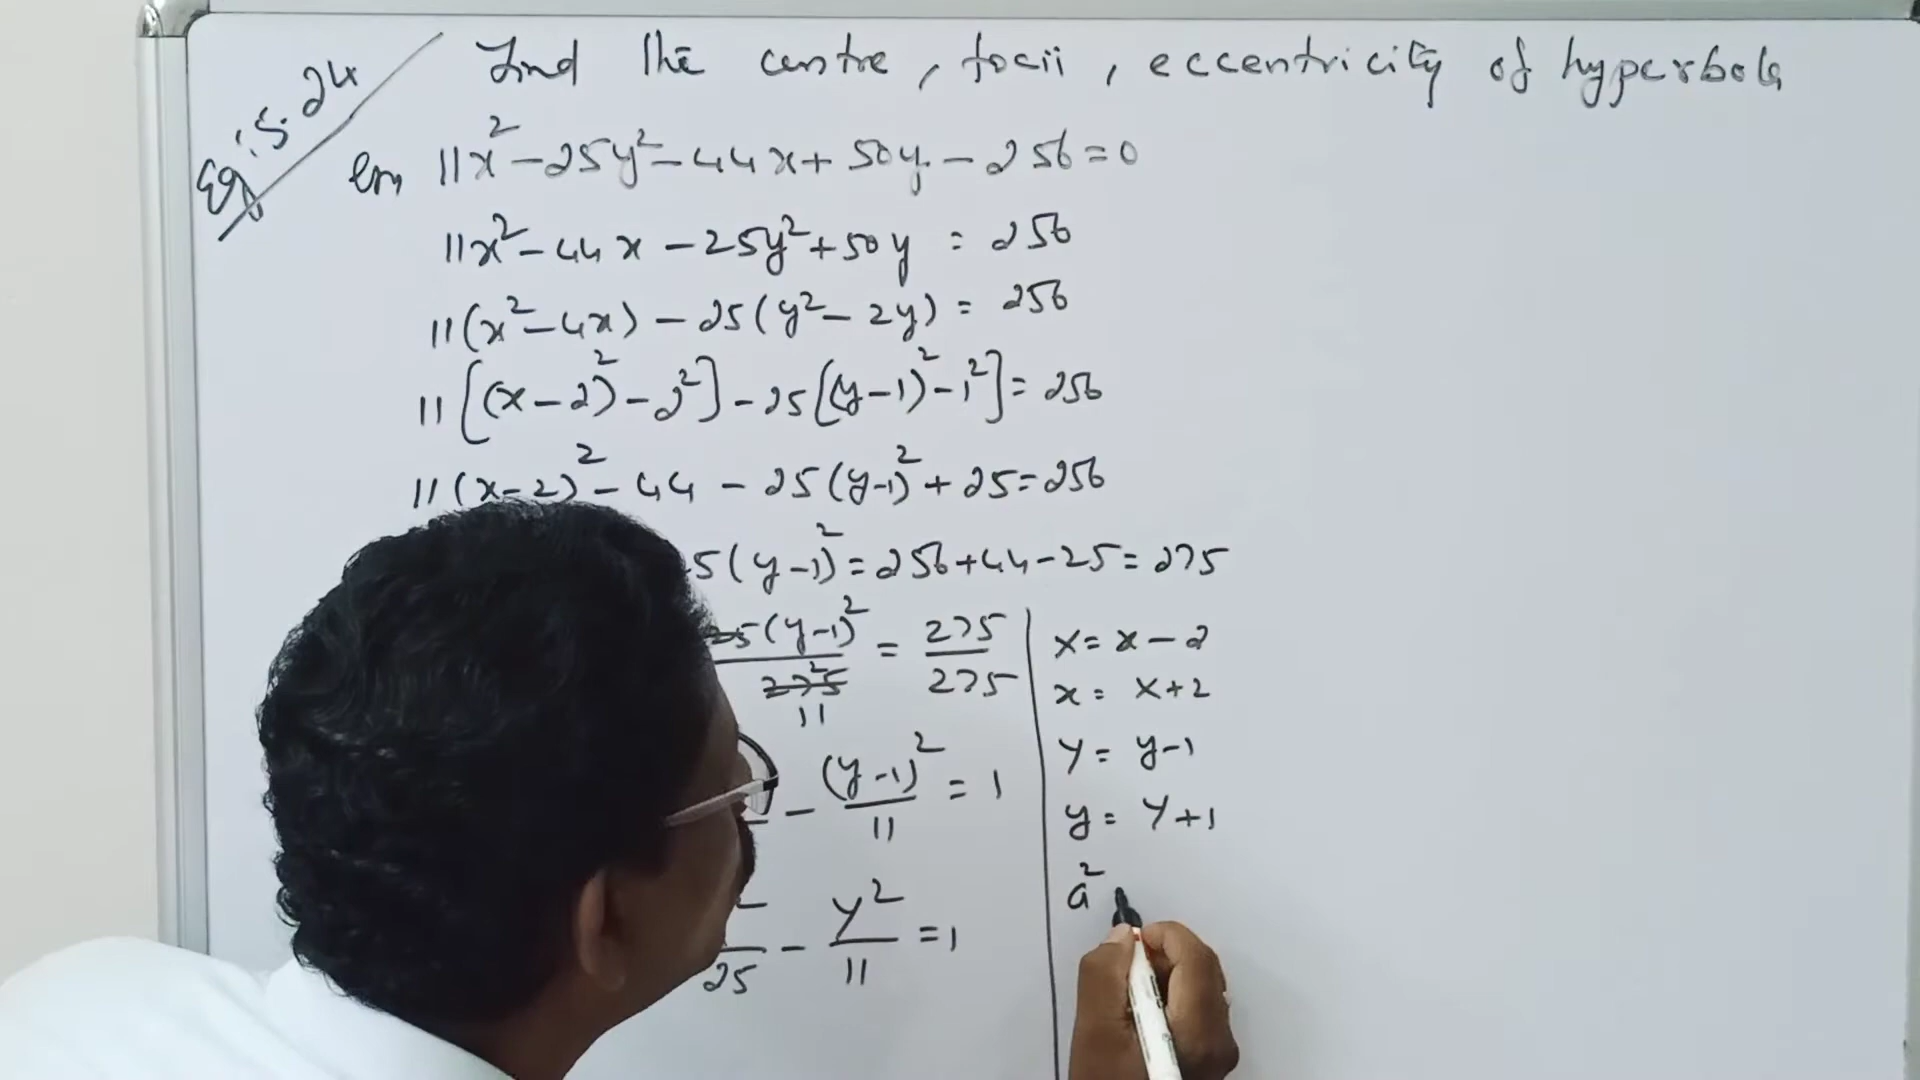 Eg: 5.24
Find the centre, focii, eccentricity of hyperbola
11x² - 25y² - 44x + 50y - 256 = 0
11x² - 44x - 25y² + 50y = 256
11(x² - 4x) - 25(y² - 2y) = 256
11[(x-2)² - 2²] - 25[(y-1)² - 1²] = 256
11(x-2)² - 44 - 25(y-1)² + 25 = 256
5(y-1)² = 256 + 44 - 25 = 275
25(y-1)²/275 11 = 275/275
- (y-1)²/11 = 1
²/25 - Y²/11 = 1
X = x - 2
x = X + 2
Y = y - 1
y = Y + 1
a²